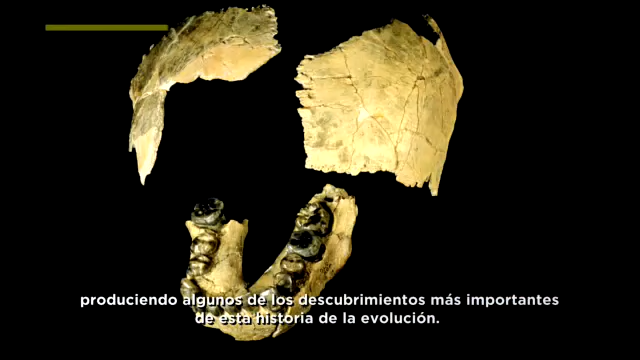 produciendo algunos de los descubrimientos más importantes
de esta historia de la evolución.